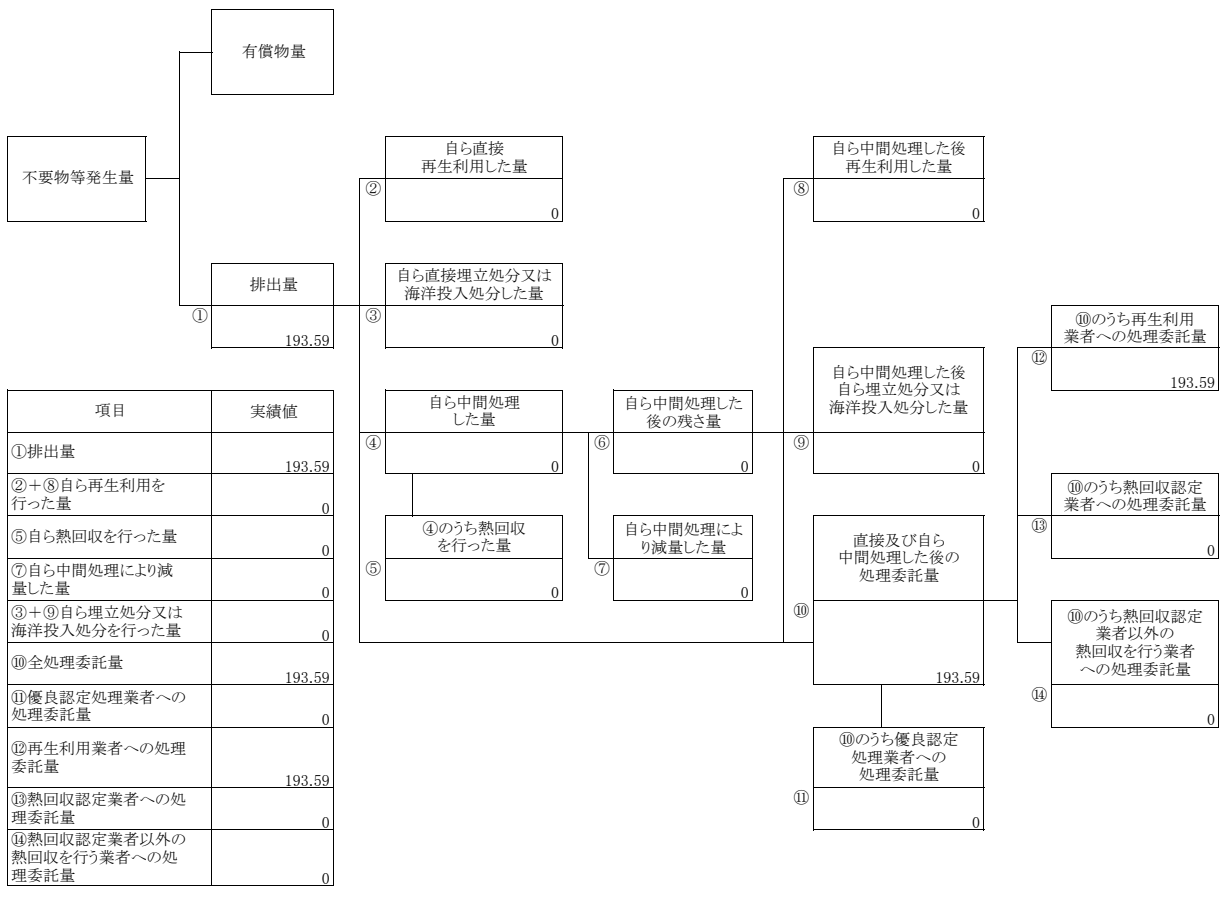 有償物量
不要物等発生量
排出量
①
193.59
自ら直接
再生利用した量
②
0
自ら直接埋立処分又は
海洋投入処分した量
③
0
自ら中間処理
した量
④
0
④のうち熱回収
を行った量
⑤
0
自ら中間処理した
後の残さ量
⑥
0
自ら中間処理によ
り減量した量
⑦
0
自ら中間処理した後
再生利用した量
⑧
0
自ら中間処理した後
自ら埋立処分又は
海洋投入処分した量
⑨
0
直接及び自ら
中間処理した後の
処理委託量
⑩
193.59
⑩のうち優良認定
処理業者への
処理委託量
⑪
0
⑩のうち再生利用
業者への処理委託量
⑫
193.59
⑩のうち熱回収認定
業者への処理委託量
⑬
0
⑩のうち熱回収認定
業者以外の
熱回収を行う業者
への処理委託量
⑭
0
項目 実績値
①排出量
193.59
②＋⑧自ら再生利用を
行った量
0
⑤自ら熱回収を行った量
0
⑦自ら中間処理により減
量した量
0
③＋⑨自ら埋立処分又は
海洋投入処分を行った量
0
⑩全処理委託量
193.59
⑪優良認定処理業者への
処理委託量
0
⑫再生利用業者への処理
委託量
193.59
⑬熱回収認定業者への処
理委託量
0
⑭熱回収認定業者以外の
熱回収を行う業者への処
理委託量
0